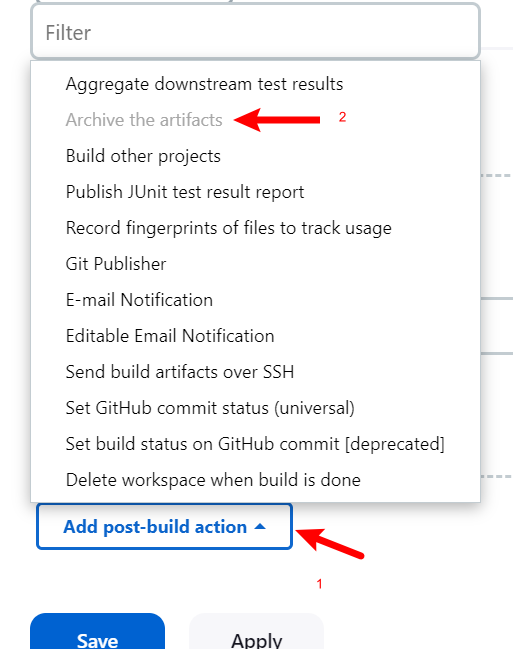 Filter
Aggregate downstream test results
Archive the artifacts
2
Build other projects
Publish JUnit test result report
Record fingerprints of files to track usage
Git Publisher
E-mail Notification
Editable Email Notification
Send build artifacts over SSH
Set GitHub commit status (universal)
Set build status on GitHub commit [deprecated]
Delete workspace when build is done
Add post-build action
1
Save
Apply